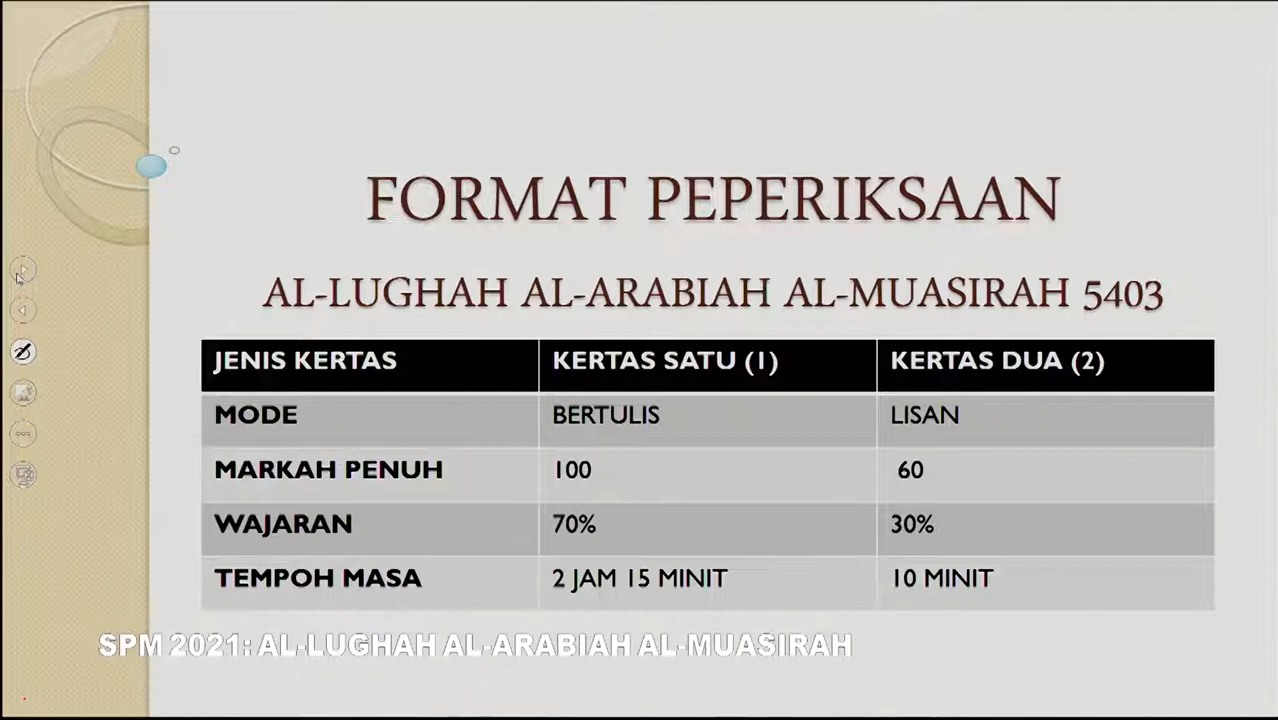 FORMAT PEPERIKSAAN
AL-LUGHAH AL-ARABIAH AL-MUASIRAH 5403
JENIS KERTAS KERTAS SATU (1) KERTAS DUA (2)
MODE BERTULIS LISAN
MARKAH PENUH 100 60
WAJARAN 70% 30%
TEMPOH MASA 2 JAM 15 MINIT 10 MINIT
SPM 2021: AL-LUGHAH AL-ARABIAH AL-MUASIRAH